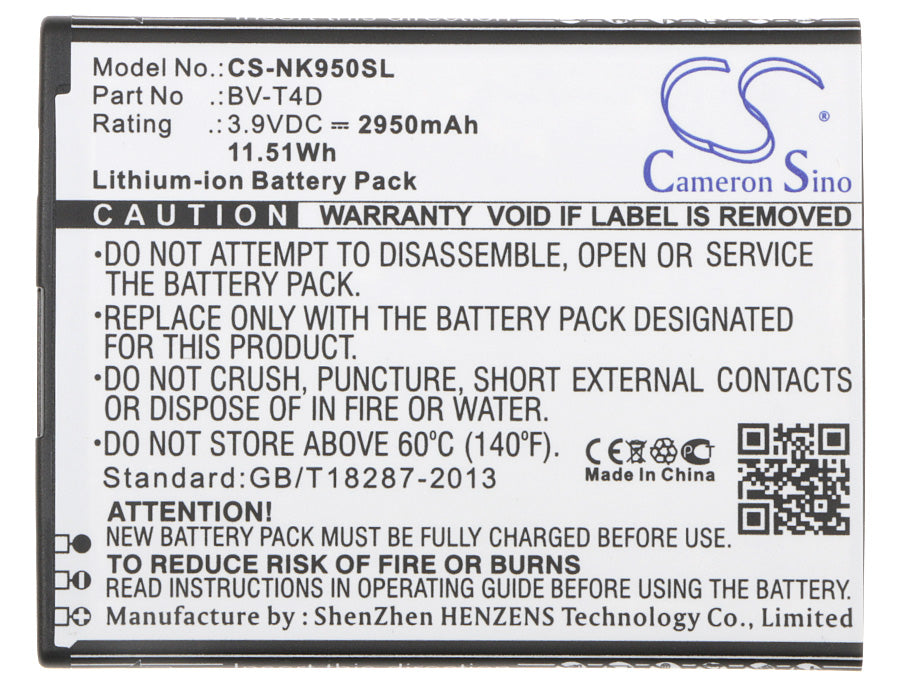 Model No.: CS-NK950SL
Part No .: BV-T4D
Rating .: 3.9VDC ⎓ 2950mAh
11.51Wh
Lithium-ion Battery Pack
CS ®
Cameron Sino
CAUTION WARRANTY VOID IF LABEL IS REMOVED
•DO NOT ATTEMPT TO DISASSEMBLE, OPEN OR SERVICE
THE BATTERY PACK.
•REPLACE ONLY WITH THE BATTERY PACK DESIGNATED
FOR THIS PRODUCT.
•DO NOT CRUSH, PUNCTURE, SHORT EXTERNAL CONTACTS
OR DISPOSE OF IN FIRE OR WATER.
•DO NOT STORE ABOVE 60℃ (140℉).
Standard:GB/T18287-2013
CE
Made In China
ATTENTION!
NEW BATTERY PACK MUST BE FULLY CHARGED BEFORE USE.
TO REDUCE RISK OF FIRE OR BURNS
READ INSTRUCTIONS IN OPERATING GUIDE BEFORE USING THE BATTERY.
Manufacture by : ShenZhen HENZENS Technology Co., Limited
Insert this direction